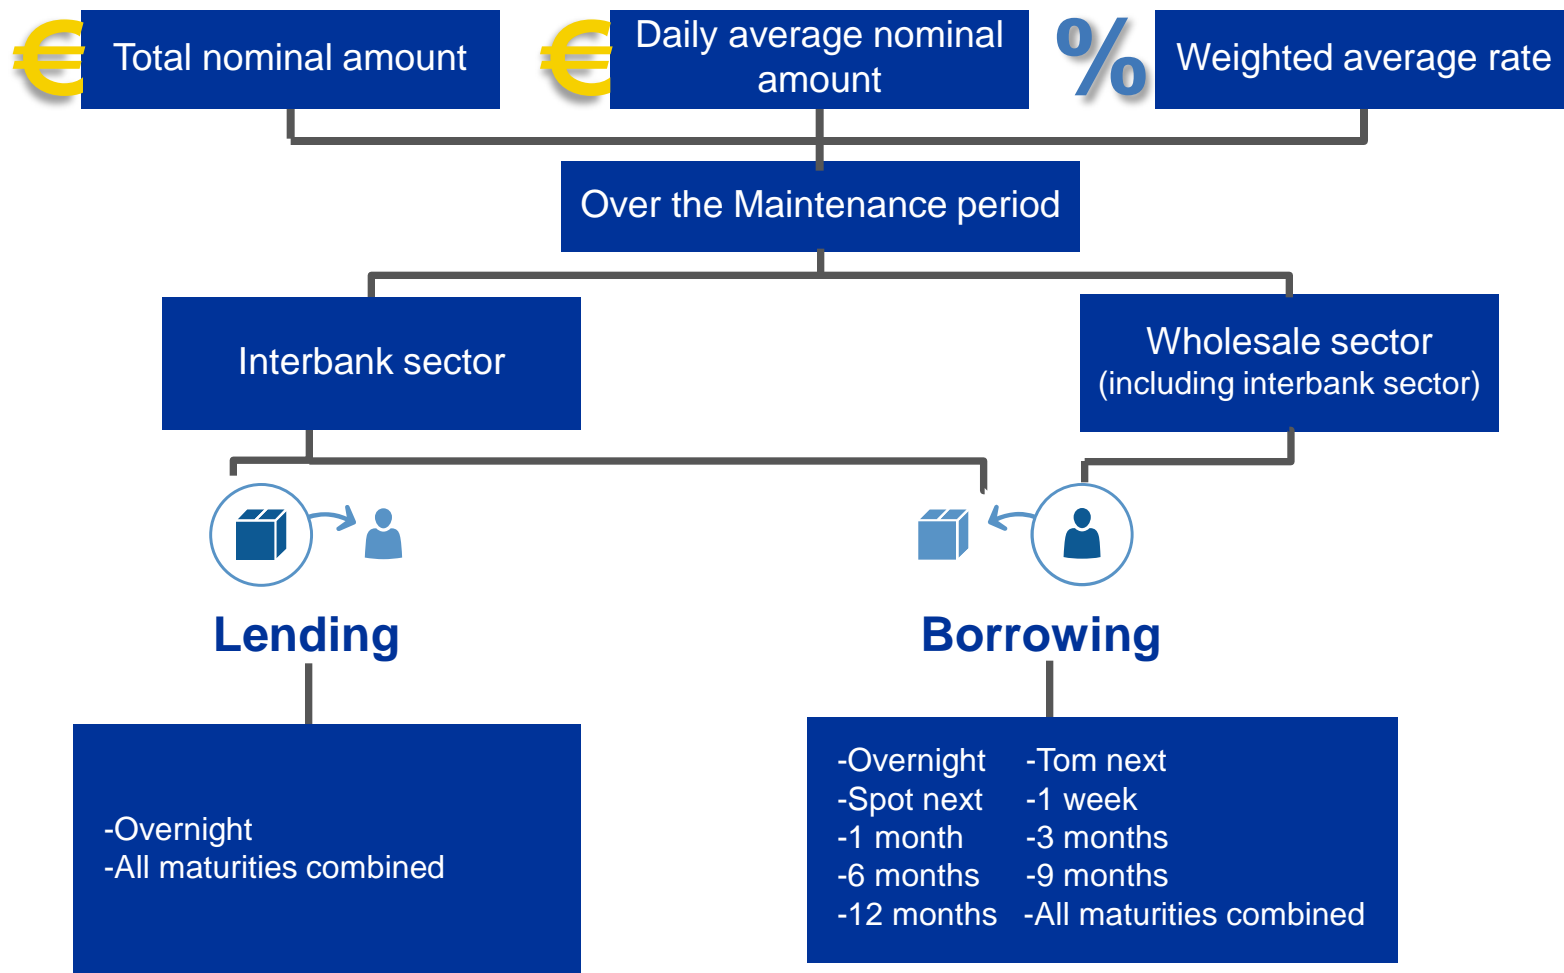 € Total nominal amount
€ Daily average nominal
amount
% Weighted average rate
Over the Maintenance period
Interbank sector
Wholesale sector
(including interbank sector)
Lending
Borrowing
-Overnight
-All maturities combined
-Overnight -Tom next
-Spot next -1 week
-1 month -3 months
-6 months -9 months
-12 months -All maturities combined